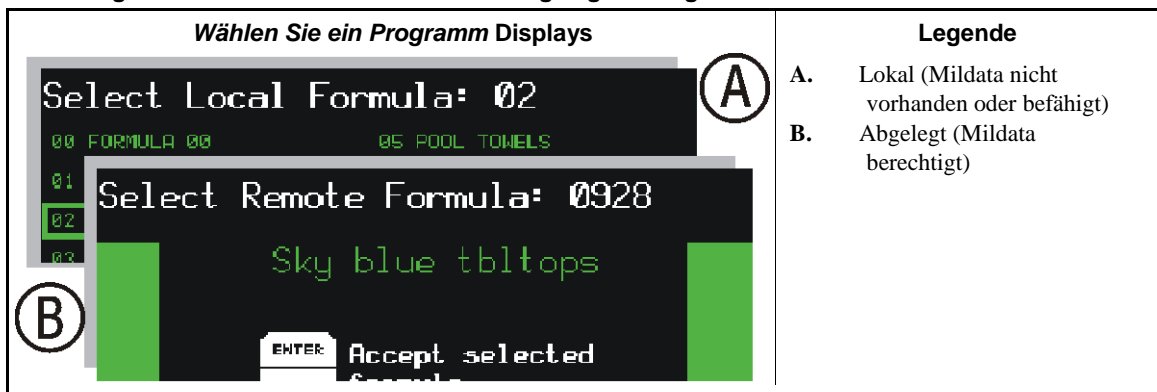 Wählen Sie ein Programm Displays
Select Local Formula: 02
00 FORMULA 00 05 POOL TOWELS
01
02
03
A
Select Remote Formula: 0928
Sky blue tbltops
ENTER Accept selected
B
Legende
A. Lokal (Mildata nicht
vorhanden oder befähigt)
B. Abgelegt (Mildata
berechtigt)